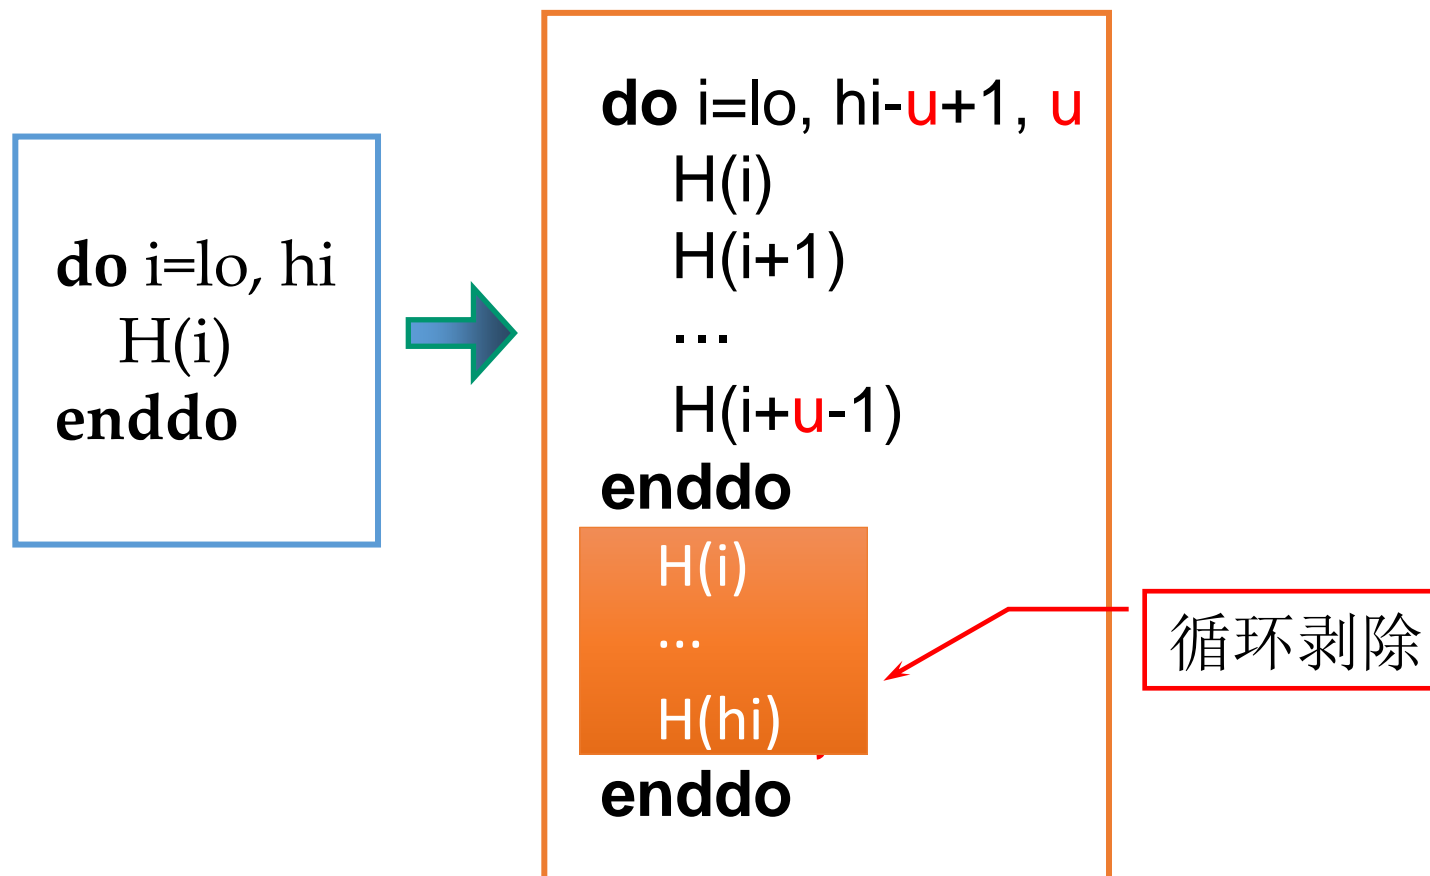 do i=lo, hi
H(i)
enddo
do i=lo, hi-u+1, u
H(i)
H(i+1)
...
H(i+u-1)
enddo
H(i)
...
H(hi)
enddo
循环剥除